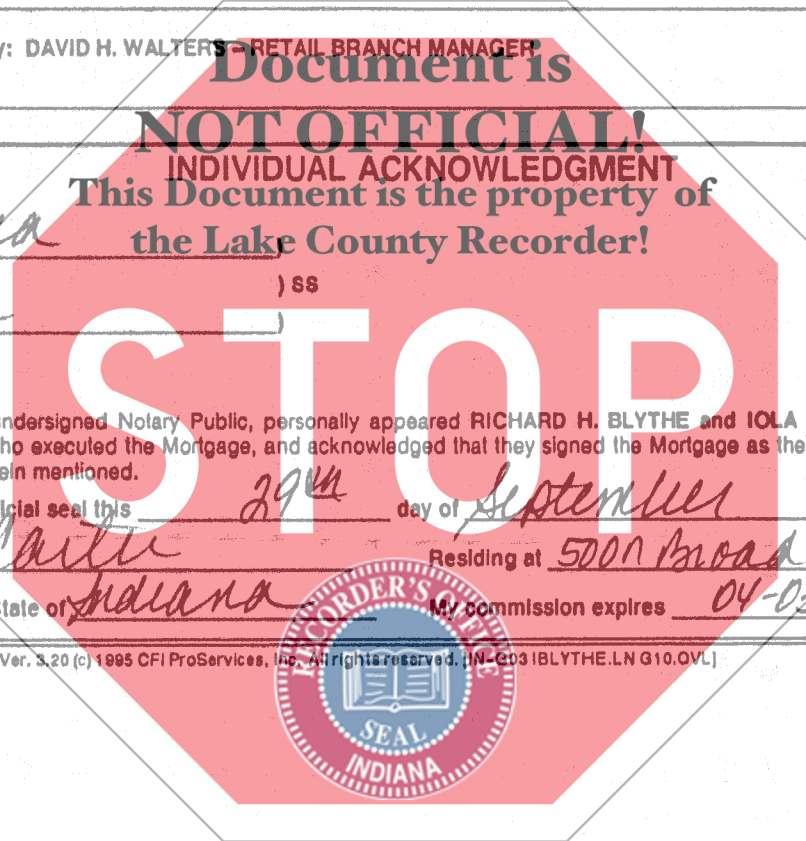 y: DAVID H. WALTERS - RETAIL BRANCH MANAGER
Document is
NOT OFFICIAL!
INDIVIDUAL ACKNOWLEDGMENT
This Document is the property of
the Lake County Recorder!
) SS
)
STOP
ndersigned Notary Public, personally appeared RICHARD H. BLYTHE and IOLA
ho executed the Mortgage, and acknowledged that they signed the Mortgage as the
ein mentioned.
icial seal this 29th day of September
Residing at 500 N Broad
tate of Indiana My commission expires 04-03
Ver. 3.20 (c) 1995 CFI ProServices, Inc. All rights reserved. [IN-G03 IBLYTHE.LN G10.OVL]
RECORDER'S OFFICE
SEAL
INDIANA